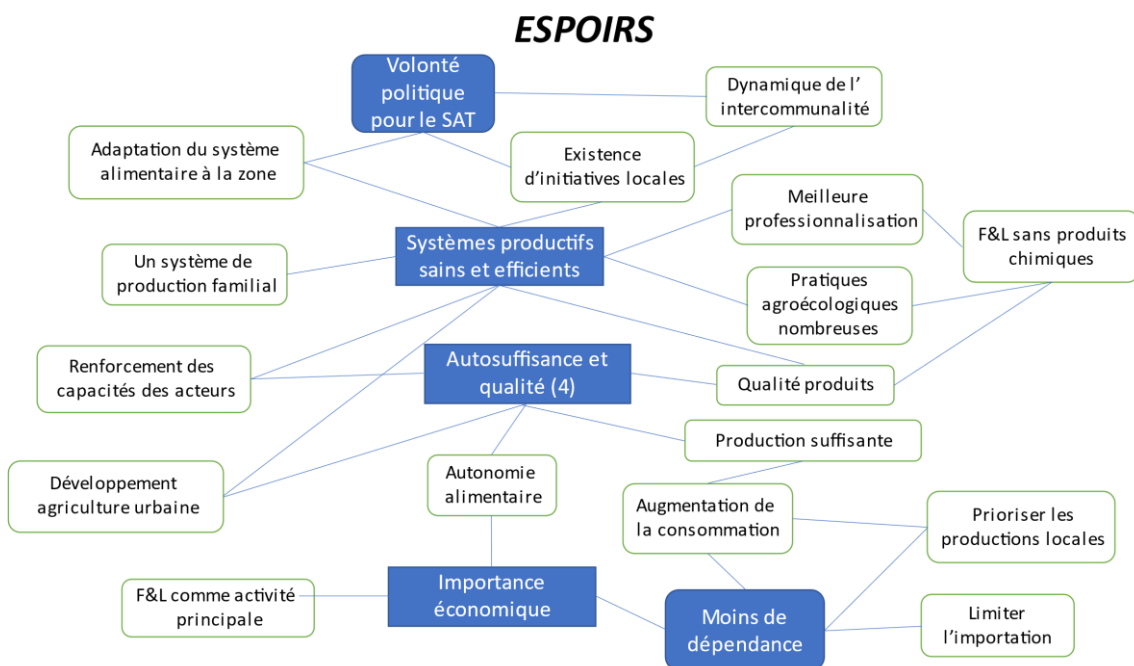 ESPOIRS
Volonté
politique
pour le SAT
Dynamique de l'
intercommunalité
Adaptation du système
alimentaire à la zone
Existence
d'initiatives locales
Meilleure
professionnalisation
Systèmes productifs
sains et efficients
F&L sans produits
chimiques
Un système de
production familial
Pratiques
agroécologiques
nombreuses
Renforcement des
capacités des acteurs
Autosuffisance et
qualité (4)
Qualité produits
Production suffisante
Autonomie
alimentaire
Développement
agriculture urbaine
Augmentation de
la consommation
Prioriser les
productions locales
F&L comme activité
principale
Importance
économique
Moins de
dépendance
Limiter
l'importation